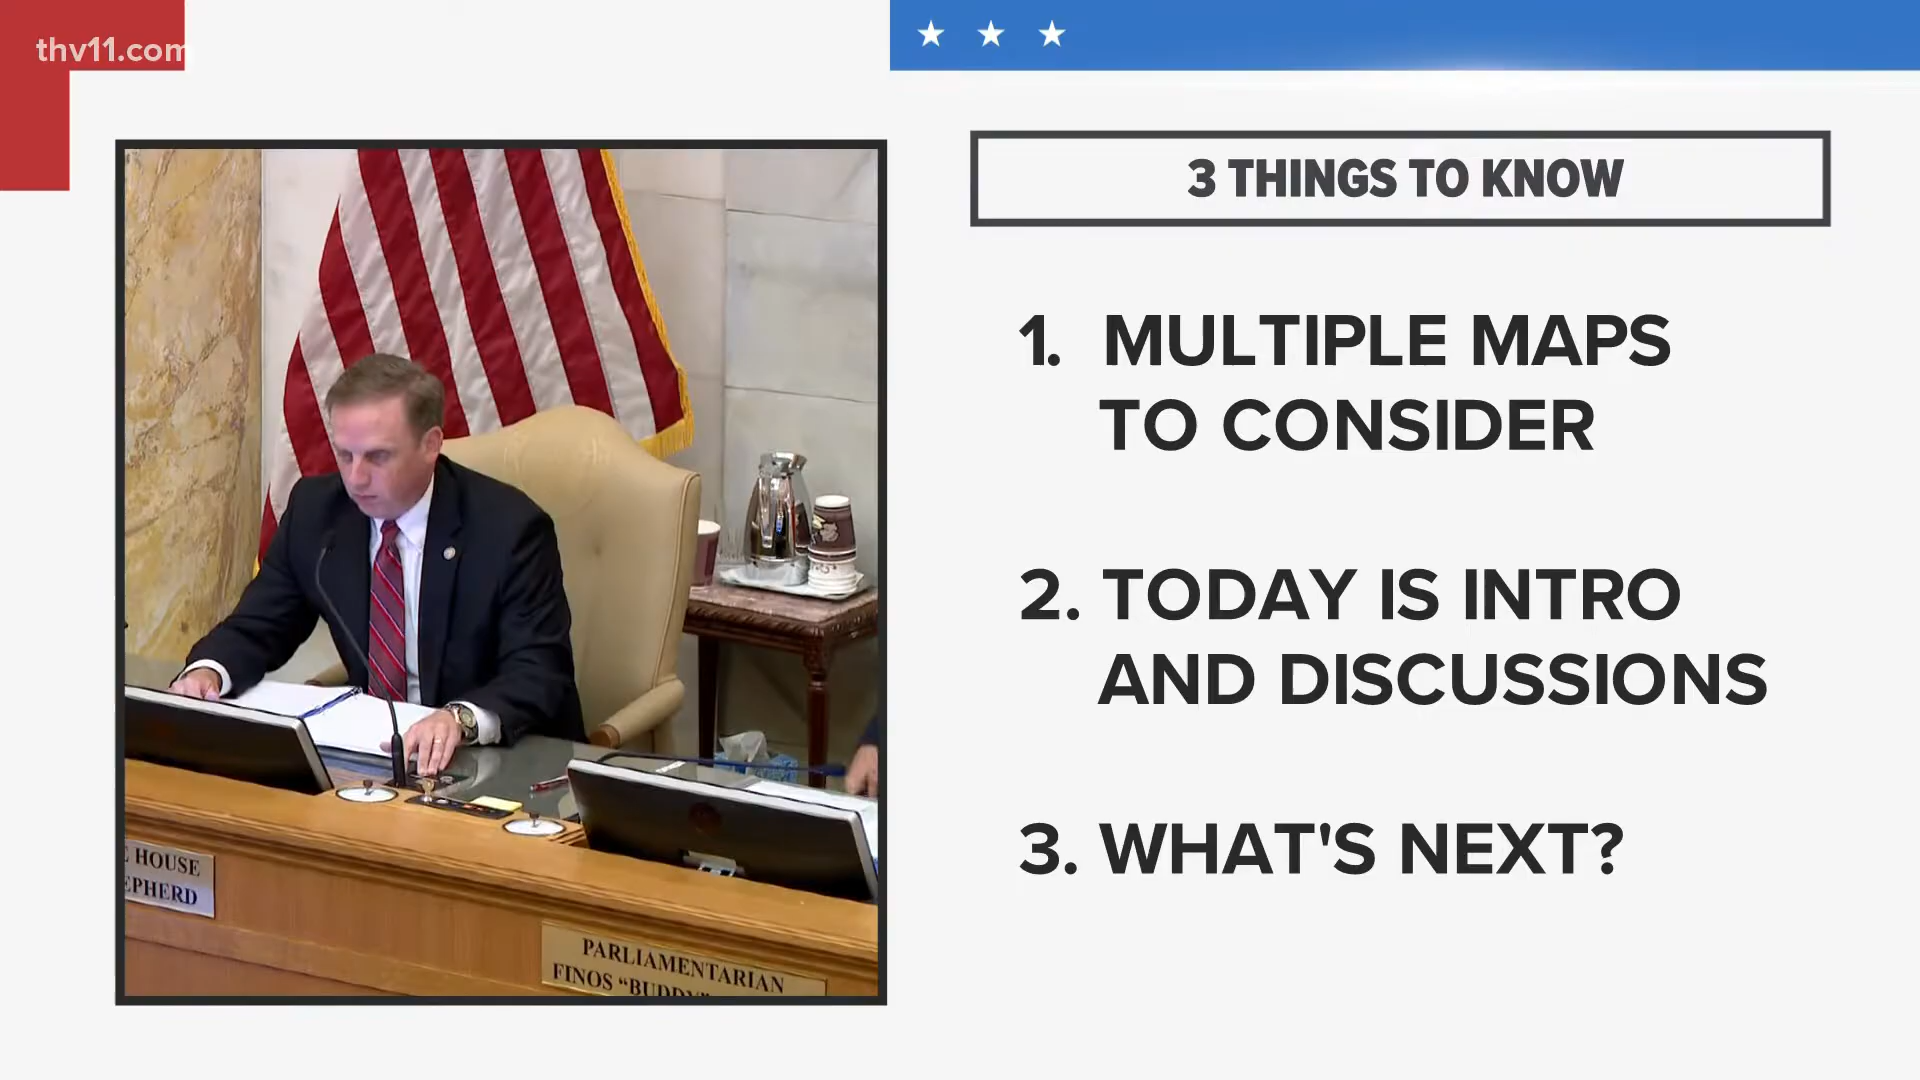 thv11.com
3 THINGS TO KNOW
1. MULTIPLE MAPS
TO CONSIDER
2. TODAY IS INTRO
AND DISCUSSIONS
3. WHAT'S NEXT?
E HOUSE
EPHERD
PARLIAMENTARIAN
FINOS “BUDDY”